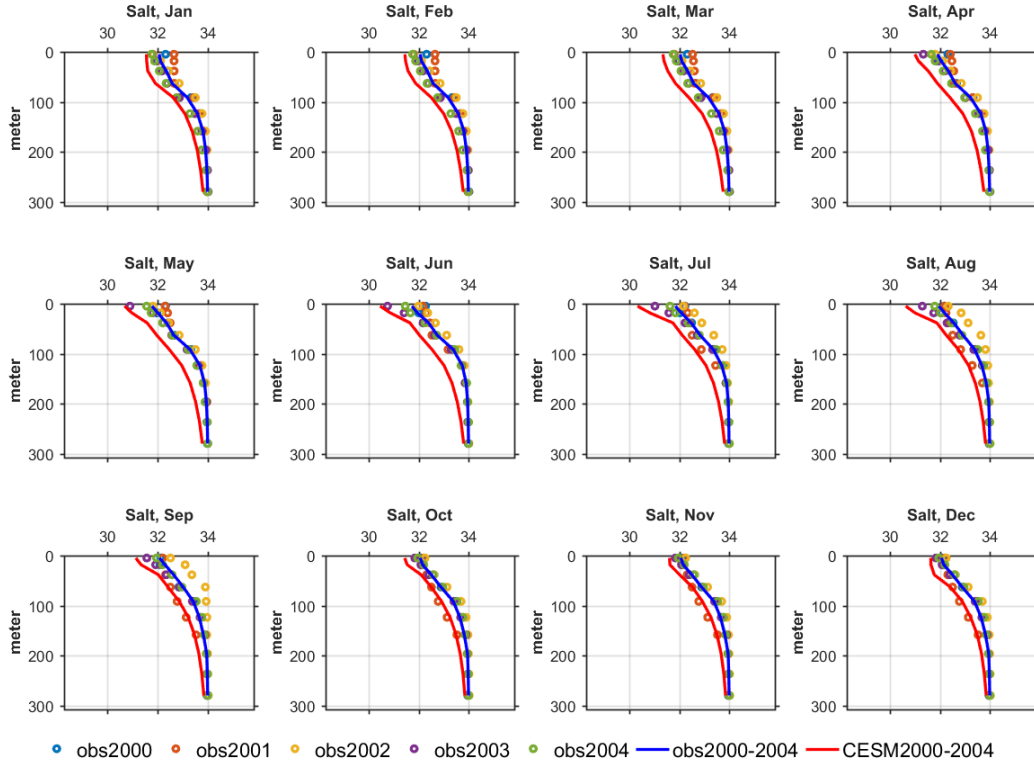 Salt, Jan Salt, Feb Salt, Mar Salt, Apr
30 32 34 30 32 34 30 32 34 30 32 34
0 0 0 0
100 100 100 100
meter meter meter meter
200 200 200 200
300 300 300 300
Salt, May Salt, Jun Salt, Jul Salt, Aug
30 32 34 30 32 34 30 32 34 30 32 34
0 0 0 0
100 100 100 100
meter meter meter meter
200 200 200 200
300 300 300 300
Salt, Sep Salt, Oct Salt, Nov Salt, Dec
30 32 34 30 32 34 30 32 34 30 32 34
0 0 0 0
100 100 100 100
meter meter meter meter
200 200 200 200
300 300 300 300
obs2000 obs2001 obs2002 obs2003 obs2004 obs2000-2004 CESM2000-2004